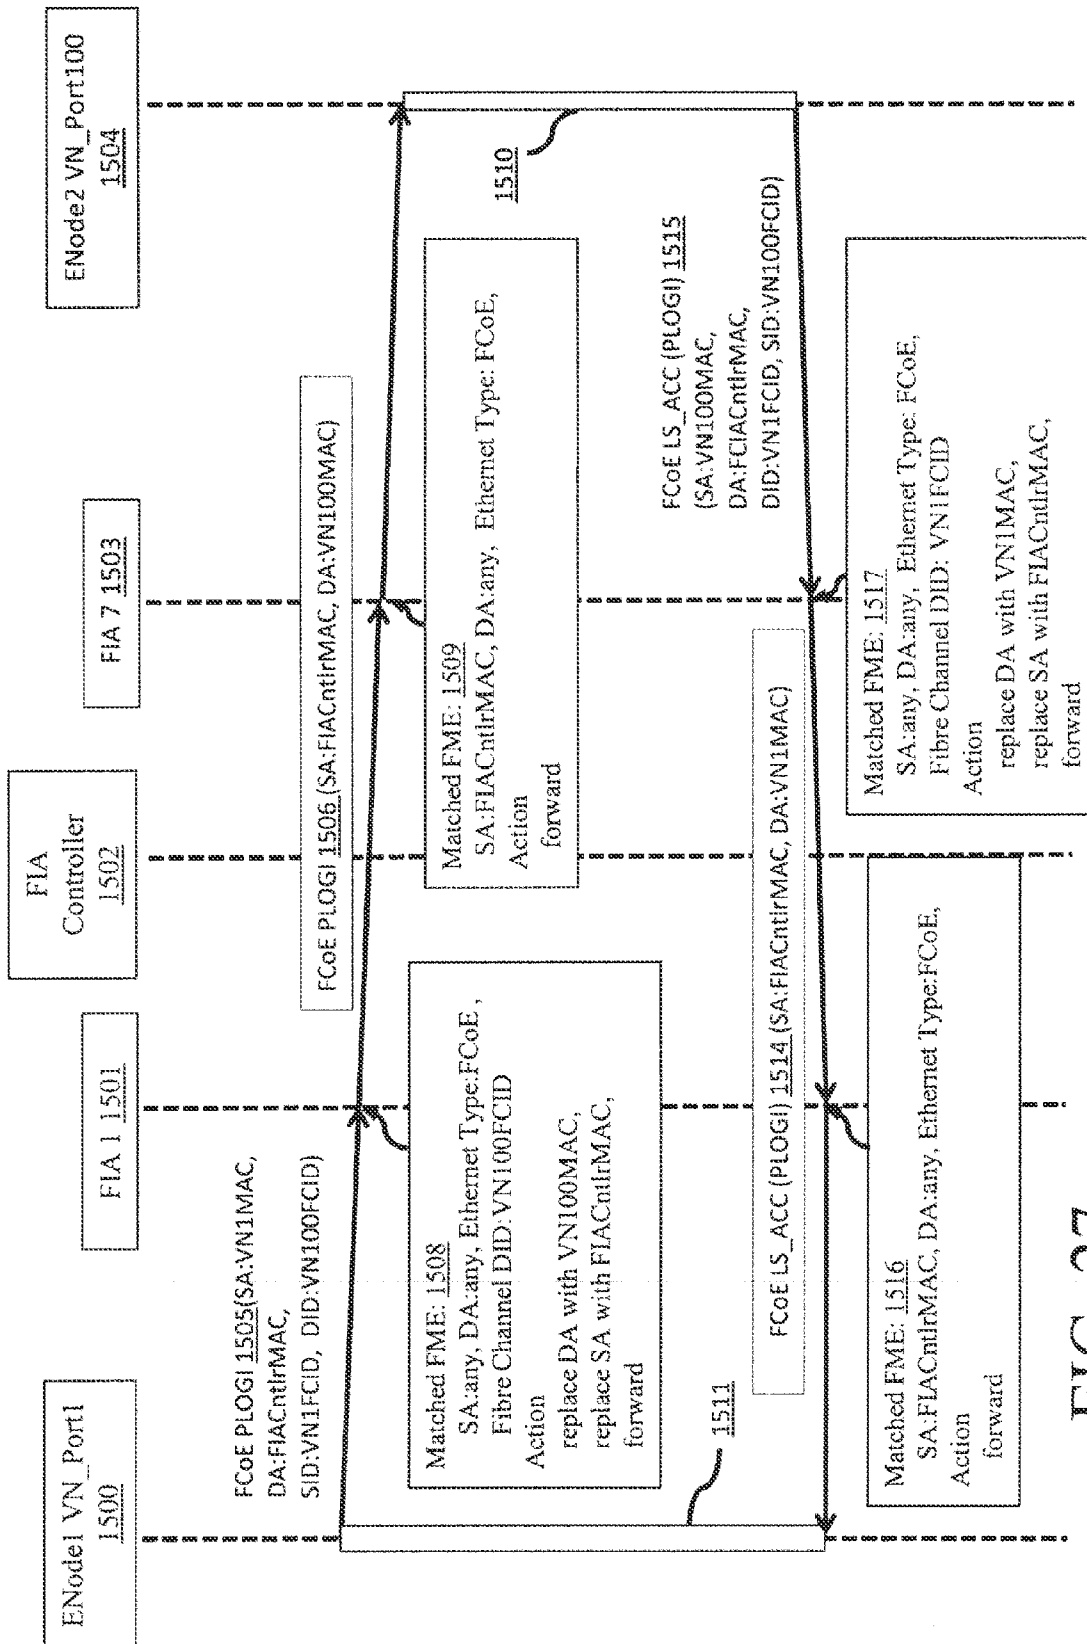 ENode1 VN_Port1
1500
FIA 1 1501
FIA
Controller
1502
FIA 7 1503
ENode2 VN_Port100
1504
FCoE PLOGI 1505(SA:VN1MAC,
DA:FIACntlrMAC,
SID:VN1FCID, DID:VN100FCID)
FCoE PLOGI 1506 (SA:FIACntlrMAC, DA:VN100MAC)
Matched FME: 1508
SA:any, DA:any, Ethernet Type:FCoE,
Fibre Channel DID:VN100FCID
Action
replace DA with VN100MAC,
replace SA with FIACntlrMAC,
forward
Matched FME: 1509
SA:FIACntlrMAC, DA:any, Ethernet Type: FCoE,
Action
forward
1510
FCoE LS_ACC (PLOGI) 1515
(SA:VN100MAC,
DA:FCIACntlrMAC,
DID:VN1FCID, SID:VN100FCID)
1511
FCoE LS_ACC (PLOGI) 1514 (SA:FIACntlrMAC, DA:VN1MAC)
Matched FME: 1516
SA:FIACntlrMAC, DA:any, Ethernet Type:FCoE,
Action
forward
Matched FME: 1517
SA:any, DA:any, Ethernet Type: FCoE,
Fibre Channel DID: VN1FCID
Action
replace DA with VN1MAC,
replace SA with FIACntlrMAC,
forward